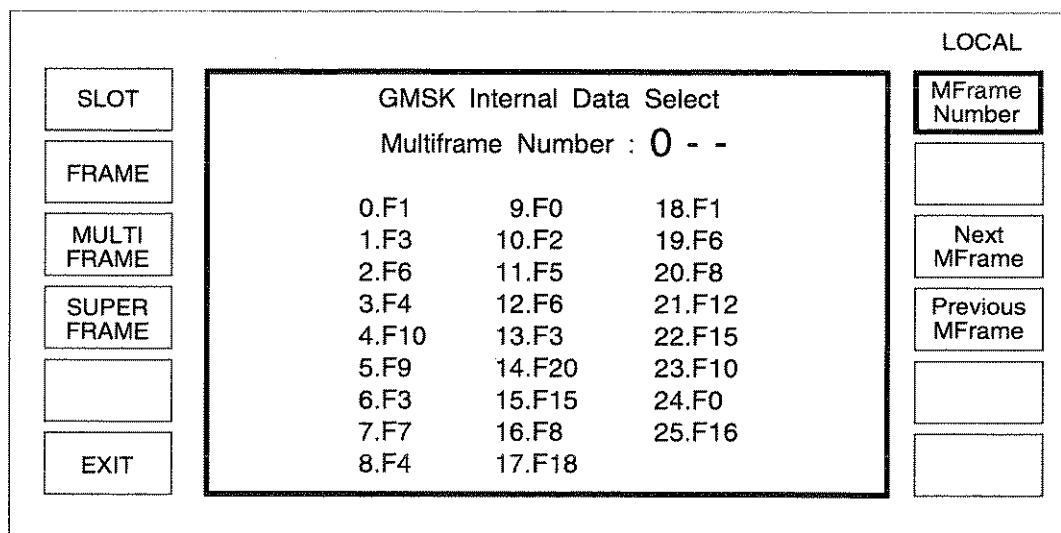 LOCAL
SLOT
FRAME
MULTI
FRAME
SUPER
FRAME
EXIT
GMSK Internal Data Select
Multiframe Number : 0 - -
0.F1 9.F0 18.F1
1.F3 10.F2 19.F6
2.F6 11.F5 20.F8
3.F4 12.F6 21.F12
4.F10 13.F3 22.F15
5.F9 14.F20 23.F10
6.F3 15.F15 24.F0
7.F7 16.F8 25.F16
8.F4 17.F18
MFrame
Number
Next
MFrame
Previous
MFrame